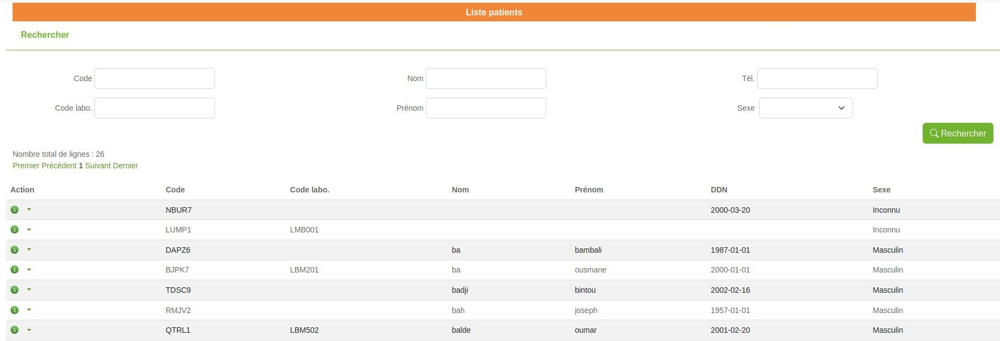 Liste patients
Rechercher
Code Nom Tél.
Code labo. Prénom Sexe
Rechercher
Nombre total de lignes : 26
Premier Précédent 1 Suivant Dernier
Action Code Code labo. Nom Prénom DDN Sexe
NBUR7 2000-03-20 Inconnu
LUMP1 LMB001 Inconnu
DAPZ6 ba bambali 1987-01-01 Masculin
BJPK7 LBM201 ba ousmane 2000-01-01 Masculin
TDSC9 badji bintou 2002-02-16 Masculin
RMJV2 bah joseph 1957-01-01 Masculin
QTRL1 LBM502 balde oumar 2001-02-20 Masculin